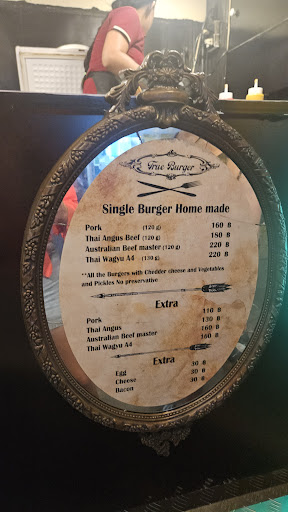 True Burger
Single Burger Home made
Pork (120 g) 160 ฿
Thai Angus Beef (120 g) 180 ฿
Australian Beef master (120 g) 220 ฿
Thai Wagyu A4 (130 g) 220 ฿
**All the Burgers with Chedder cheese and Vegetables
and Pickles No preservative
Extra
Pork 110 ฿
Thai Angus 130 ฿
Australian Beef master 160 ฿
Thai Wagyu A4 160 ฿
Extra
Egg 30 ฿
Cheese 30 ฿
Bacon 30 ฿